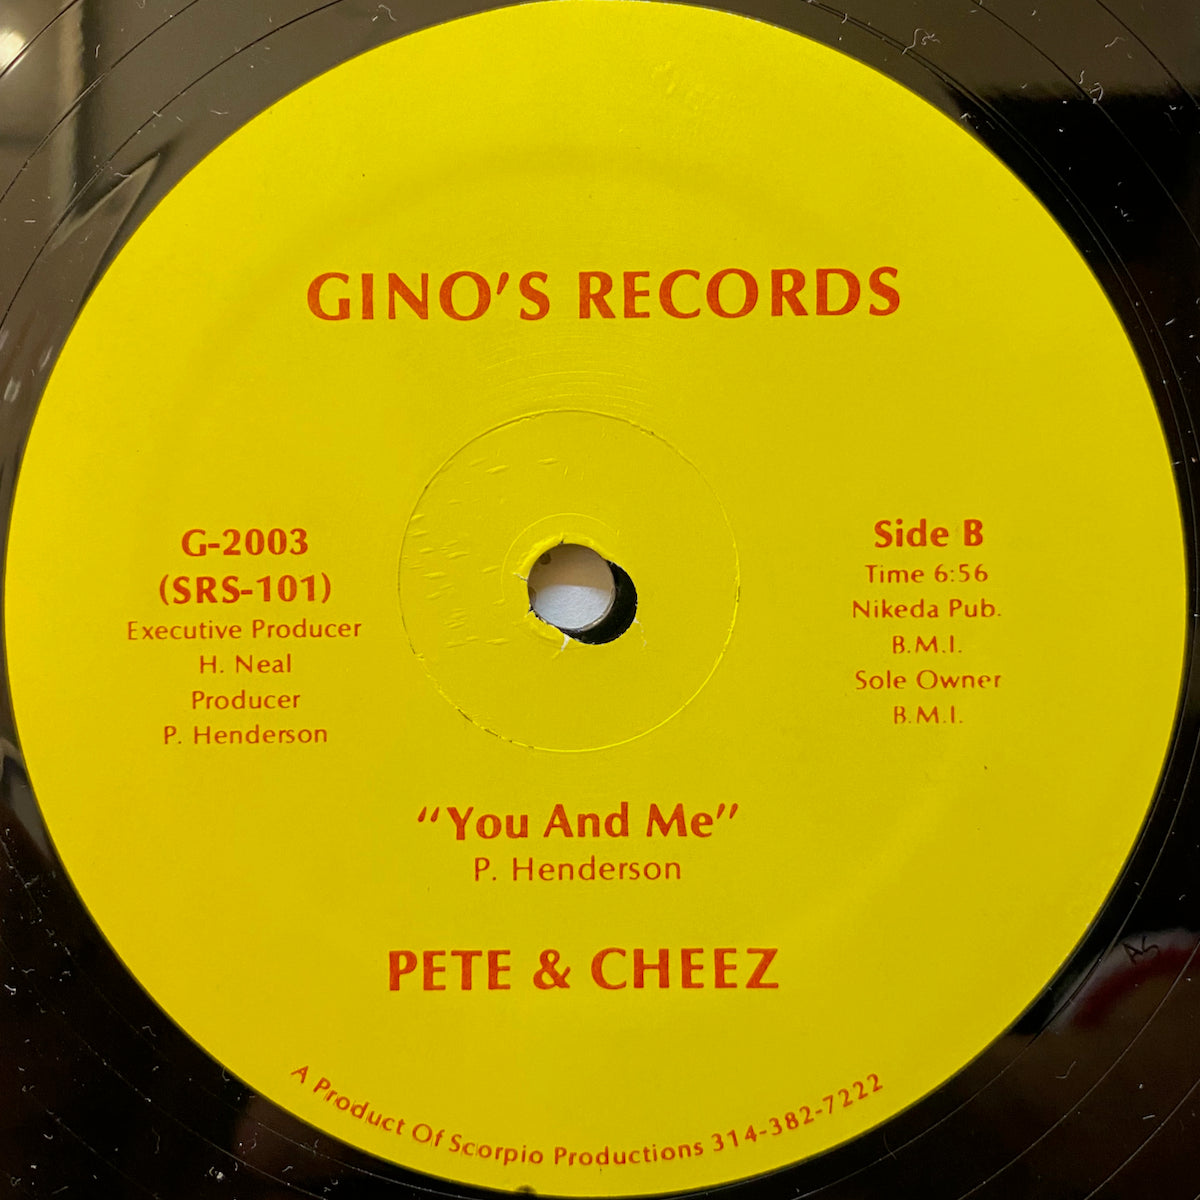 GINO'S RECORDS
G-2003
(SRS-101)
Executive Producer
H. Neal
Producer
P. Henderson
Side B
Time 6:56
Nikeda Pub.
B.M.I.
Sole Owner
B.M.I.
"You And Me"
P. Henderson
PETE & CHEEZ
A Product Of Scorpio Productions 314-382-7222
AS